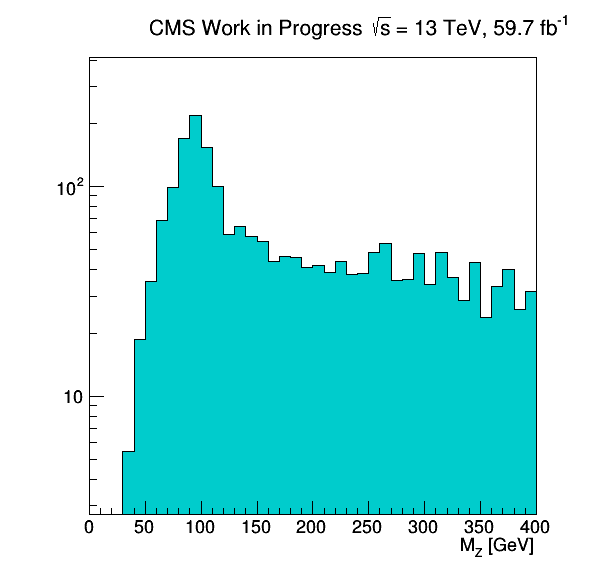 CMS Work in Progress √s = 13 TeV, 59.7 fb⁻¹
10²
10
0 50 100 150 200 250 300 350 400
M_Z [GeV]